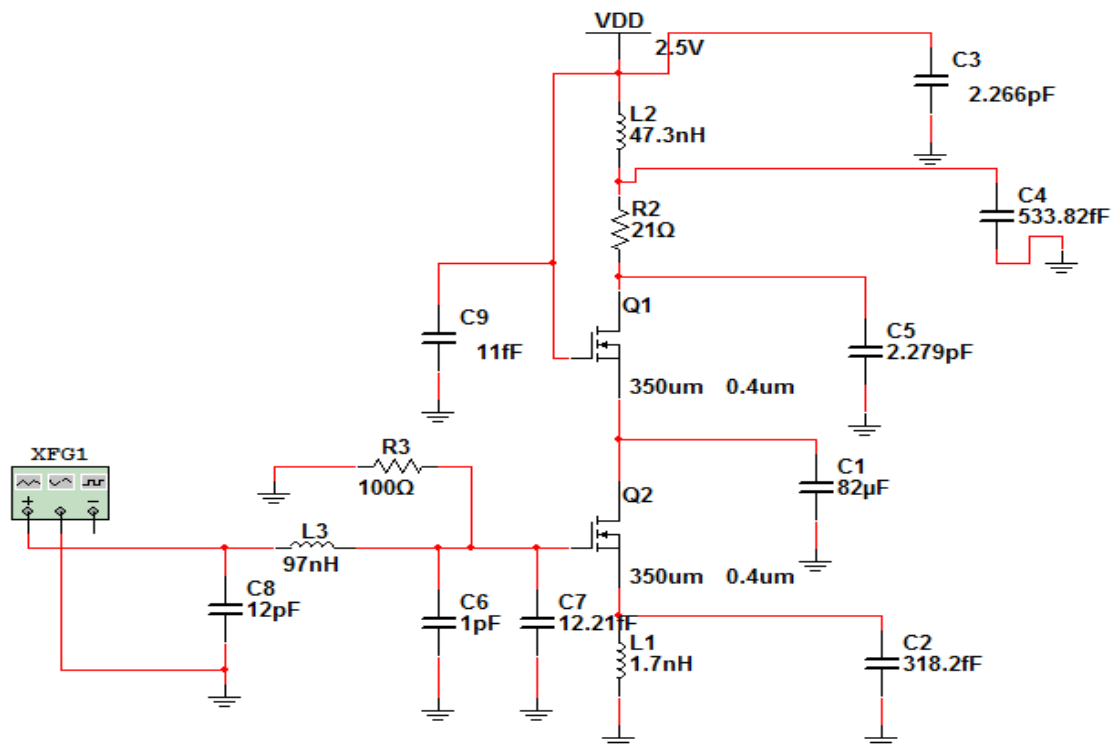 VDD
2.5V
C3
2.266pF
L2
47.3nH
C4
533.82fF
R2
21Ω
Q1
C9
11fF
C5
2.279pF
350um 0.4um
R3
100Ω
XFG1
C1
82µF
Q2
L3
97nH
350um 0.4um
C8
12pF
C6
1pF
C7
12.21fF
L1
1.7nH
C2
318.2fF